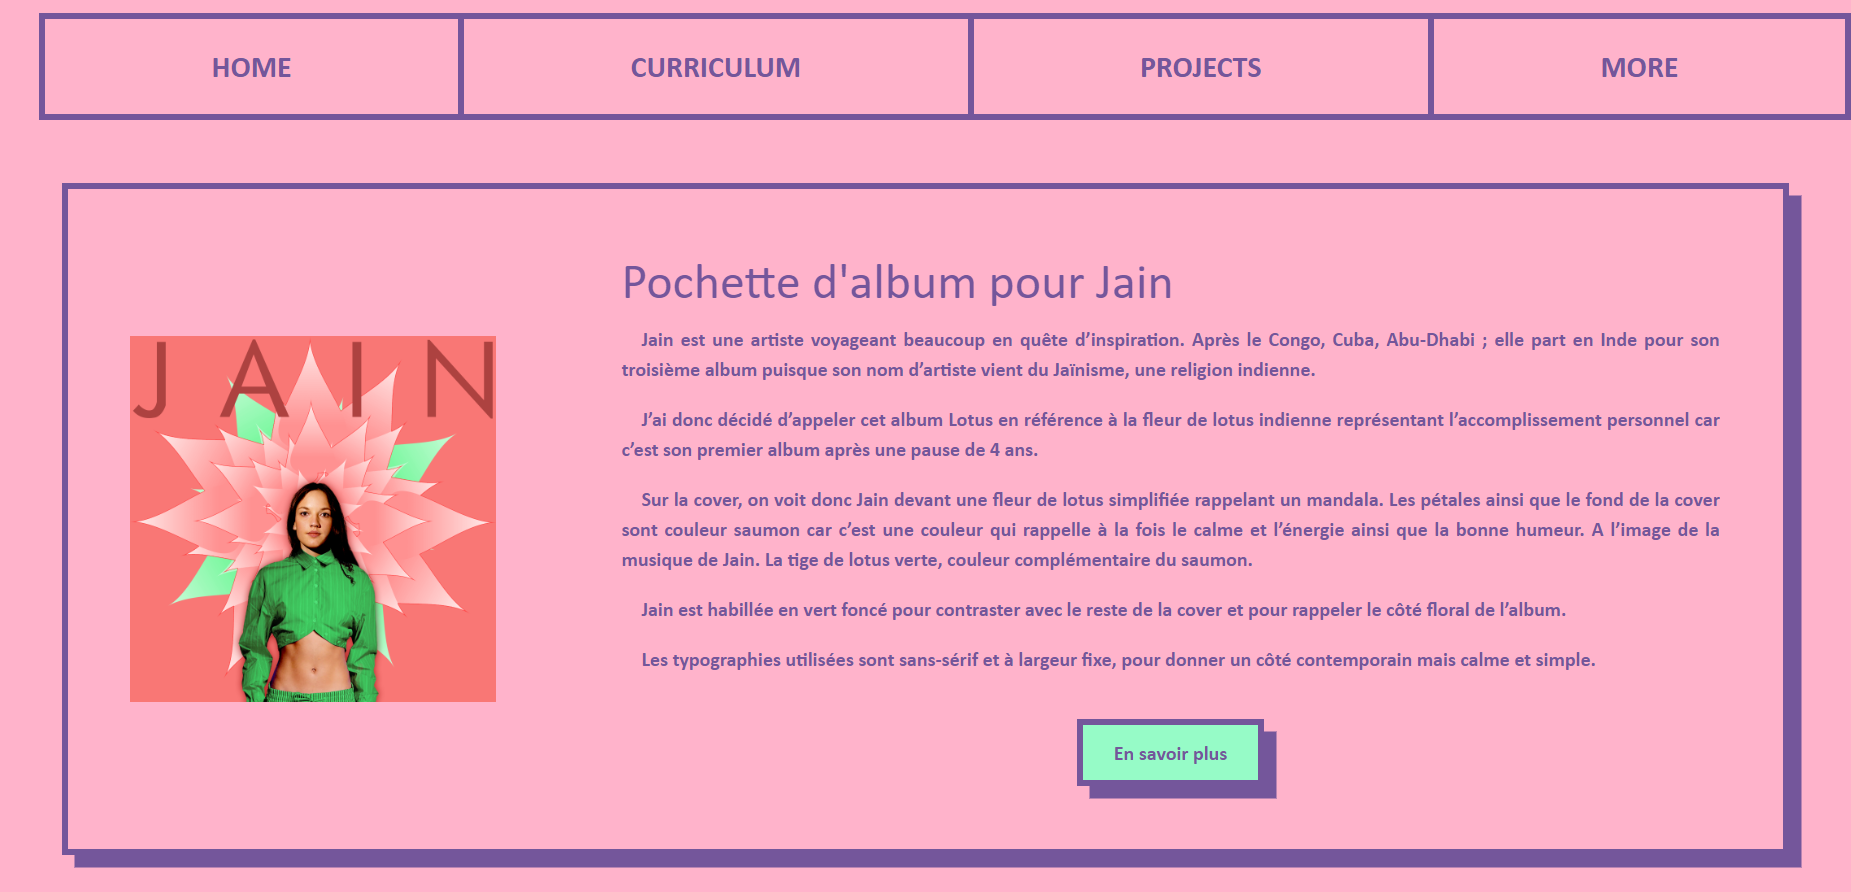 HOME
CURRICULUM
PROJECTS
MORE
JAIN
Pochette d'album pour Jain
Jain est une artiste voyageant beaucoup en quête d’inspiration. Après le Congo, Cuba, Abu-Dhabi ; elle part en Inde pour son
troisième album puisque son nom d’artiste vient du Jaïnisme, une religion indienne.
J’ai donc décidé d’appeler cet album Lotus en référence à la fleur de lotus indienne représentant l’accomplissement personnel car
c’est son premier album après une pause de 4 ans.
Sur la cover, on voit donc Jain devant une fleur de lotus simplifiée rappelant un mandala. Les pétales ainsi que le fond de la cover
sont couleur saumon car c’est une couleur qui rappelle à la fois le calme et l’énergie ainsi que la bonne humeur. A l’image de la
musique de Jain. La tige de lotus verte, couleur complémentaire du saumon.
Jain est habillée en vert foncé pour contraster avec le reste de la cover et pour rappeler le côté floral de l’album.
Les typographies utilisées sont sans-sérif et à largeur fixe, pour donner un côté contemporain mais calme et simple.
En savoir plus